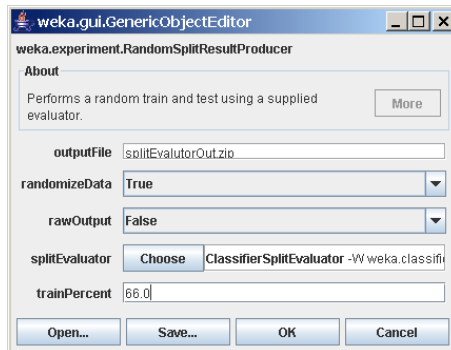 weka.gui.GenericObjectEditor
weka.experiment.RandomSplitResultProducer
About
Performs a random train and test using a supplied
evaluator.
More
outputFile splitEvalutorOut.zip
randomizeData True
rawOutput False
splitEvaluator Choose ClassifierSplitEvaluator -W weka.classifi
trainPercent 66.0
Open... Save... OK Cancel